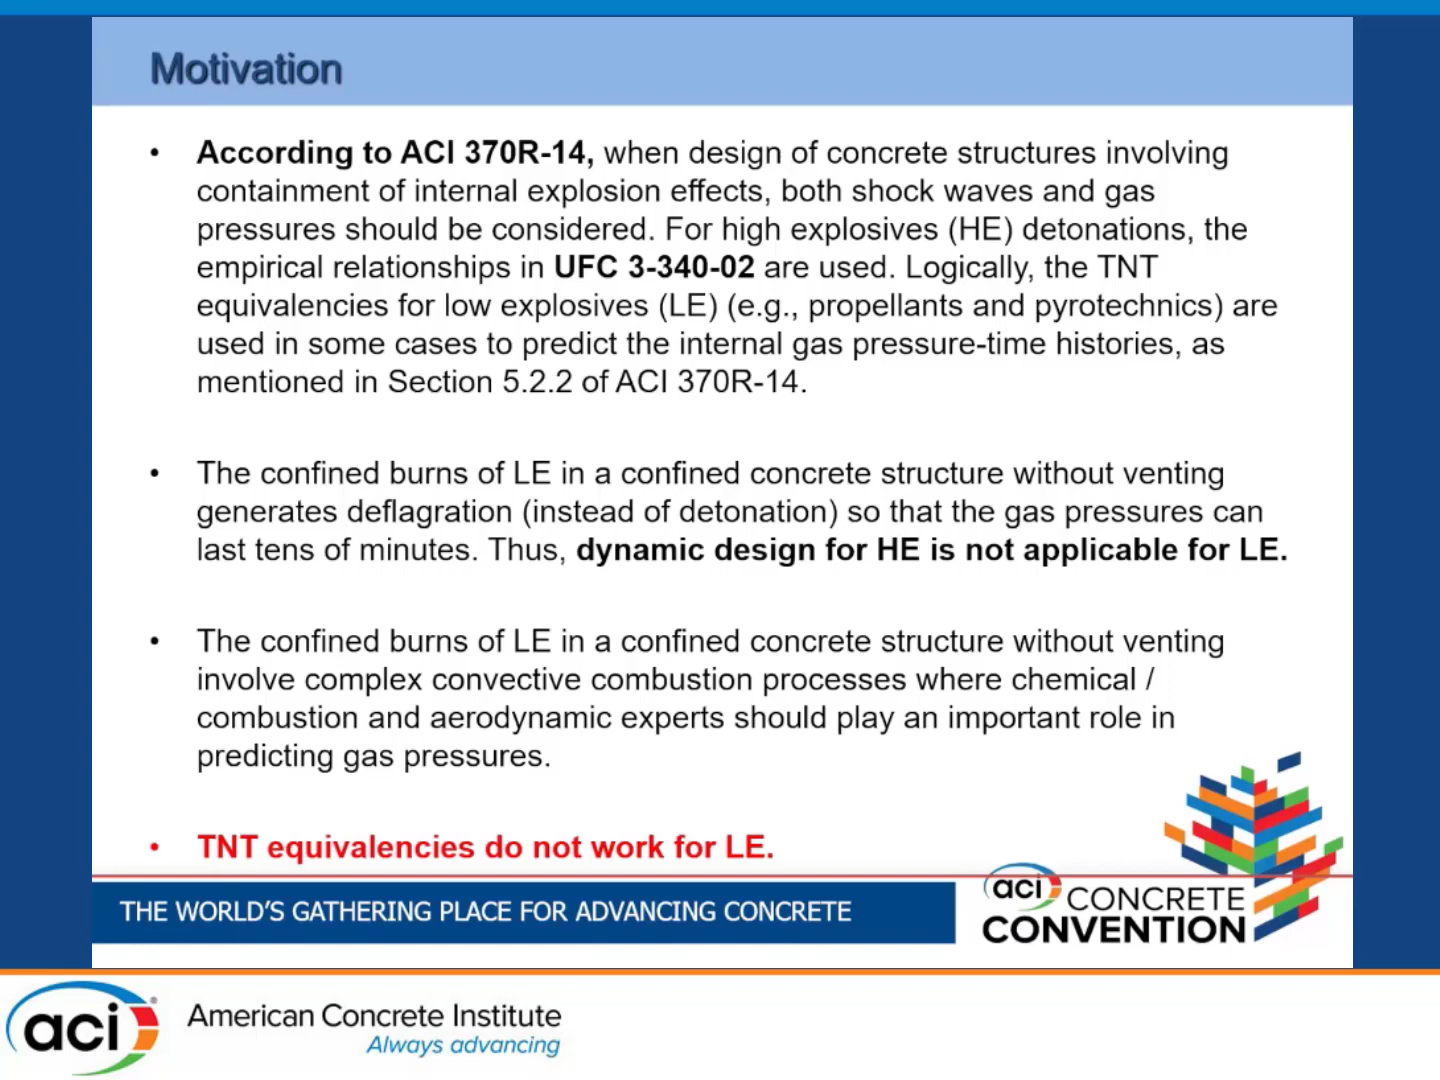 Motivation
• According to ACI 370R-14, when design of concrete structures involving
containment of internal explosion effects, both shock waves and gas
pressures should be considered. For high explosives (HE) detonations, the
empirical relationships in UFC 3-340-02 are used. Logically, the TNT
equivalencies for low explosives (LE) (e.g., propellants and pyrotechnics) are
used in some cases to predict the internal gas pressure-time histories, as
mentioned in Section 5.2.2 of ACI 370R-14.
• The confined burns of LE in a confined concrete structure without venting
generates deflagration (instead of detonation) so that the gas pressures can
last tens of minutes. Thus, dynamic design for HE is not applicable for LE.
• The confined burns of LE in a confined concrete structure without venting
involve complex convective combustion processes where chemical /
combustion and aerodynamic experts should play an important role in
predicting gas pressures.
• TNT equivalencies do not work for LE.
THE WORLD'S GATHERING PLACE FOR ADVANCING CONCRETE
aci CONCRETE
CONVENTION
aci
American Concrete Institute
Always advancing